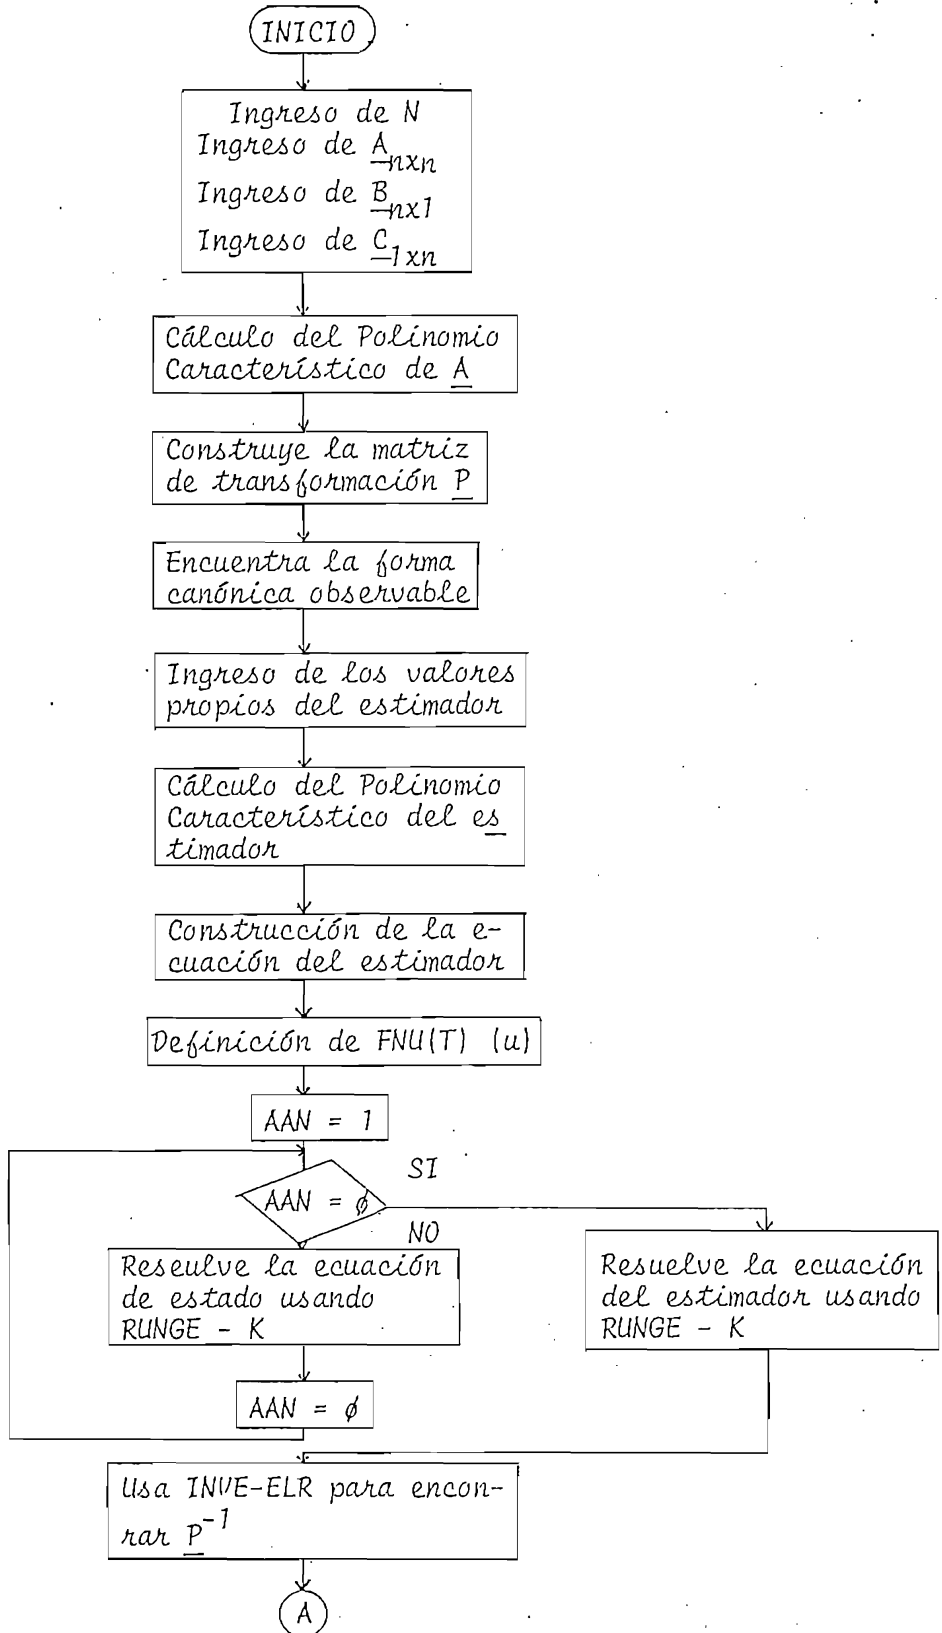 INICIO
Ingreso de N
Ingreso de A nxn
Ingreso de B nx1
Ingreso de C 1xn
Cálculo del Polinomio
Característico de A
Construye la matriz
de transformación P
Encuentra la forma
canónica observable
Ingreso de los valores
propios del estimador
Cálculo del Polinomio
Característico del es
timador
Construcción de la e-
cuación del estimador
Definición de FNU(T) (u)
AAN = 1
SI
AAN = ϕ
NO
Reseulve la ecuación
de estado usando
RUNGE - K
Resuelve la ecuación
del estimador usando
RUNGE - K
AAN = ϕ
Usa INVE-ELR para encon-
rar P⁻¹
A